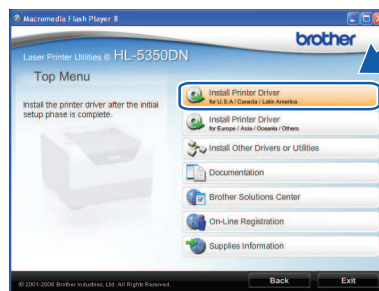 Macromedia Flash Player 8
brother
Laser Printer Utilities HL-5350DN
Top Menu
Install the printer driver after the initial
setup phase is complete.
Install Printer Driver
for U.S.A / Canada / Latin America
Install Printer Driver
for Europe / Asia / Oceania / Others
Install Other Drivers or Utilities
Documentation
Brother Solutions Center
On-Line Registration
Supplies Information
© 2001-2008 Brother Industries, Ltd. All Rights Reserved.
Back
Exit